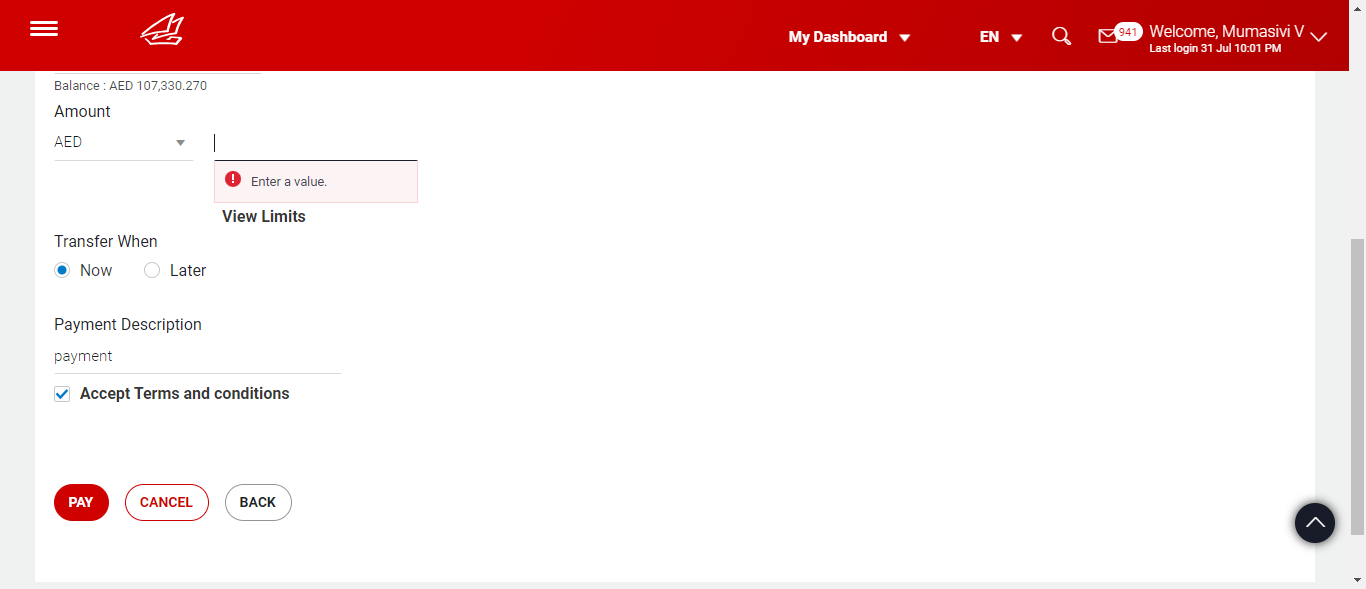 My Dashboard
EN
941
Welcome, Mumasivi V
Last login 31 Jul 10:01 PM
Balance : AED 107,330.270
Amount
AED
Enter a value.
View Limits
Transfer When
Now Later
Payment Description
payment
Accept Terms and conditions
PAY CANCEL BACK